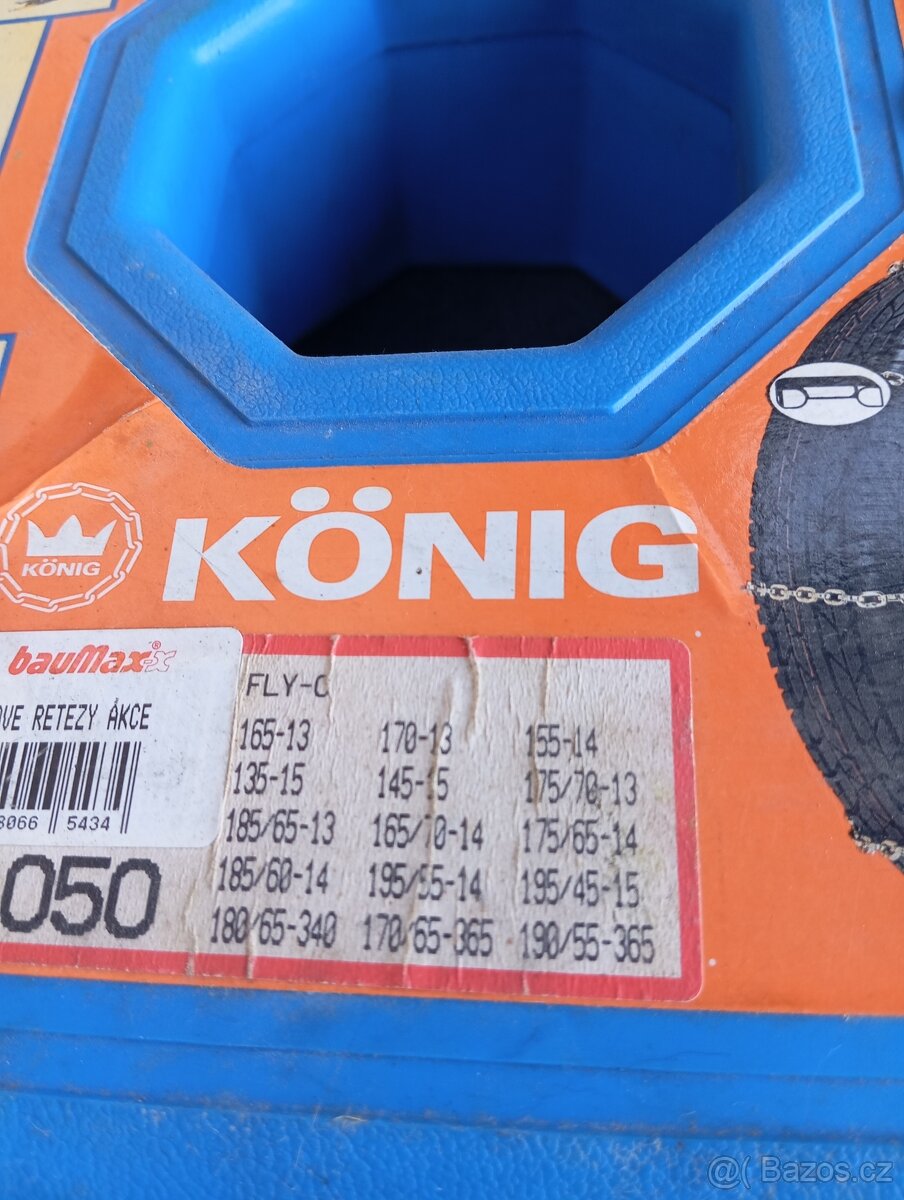 KÖNIG
KÖNIG
bauMax-x®
RETEZY ÁKCE
5434
050
FLY-C
165-13 170-13 155-14
135-15 145-15 175/70-13
185/65-13 165/70-14 175/65-14
185/60-14 195/55-14 195/45-15
180/65-340 170/65-365 190/55-365
@( Bazos.cz